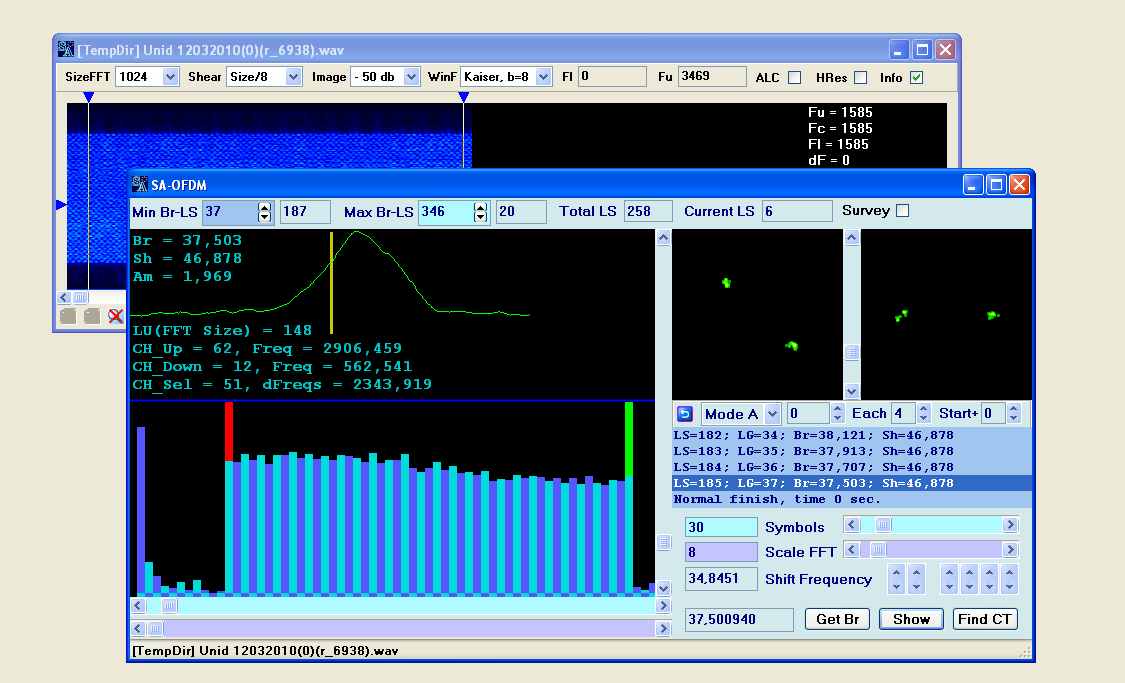 [TempDir] Unid 12032010(0)(r_6938).wav
SizeFFT 1024 Shear Size/8 Image - 50 db WinF Kaiser, b=8 Fl 0 Fu 3469 ALC HRes Info
Fu = 1585
Fc = 1585
Fl = 1585
dF = 0
SA-OFDM
Min Br-LS 37 187 Max Br-LS 346 20 Total LS 258 Current LS 6 Survey
Br = 37,503
Sh = 46,878
Am = 1,969
LU(FFT Size) = 148
CH_Up = 62, Freq = 2906,459
CH_Down = 12, Freq = 562,541
CH_Sel = 51, dFreqs = 2343,919
Mode A 0 Each 4 Start+ 0
LS=182; LG=34; Br=38,121; Sh=46,878
LS=183; LG=35; Br=37,913; Sh=46,878
LS=184; LG=36; Br=37,707; Sh=46,878
LS=185; LG=37; Br=37,503; Sh=46,878
Normal finish, time 0 sec.
30 Symbols
8 Scale FFT
34,8451 Shift Frequency
37,500940 Get Br Show Find CT
[TempDir] Unid 12032010(0)(r_6938).wav